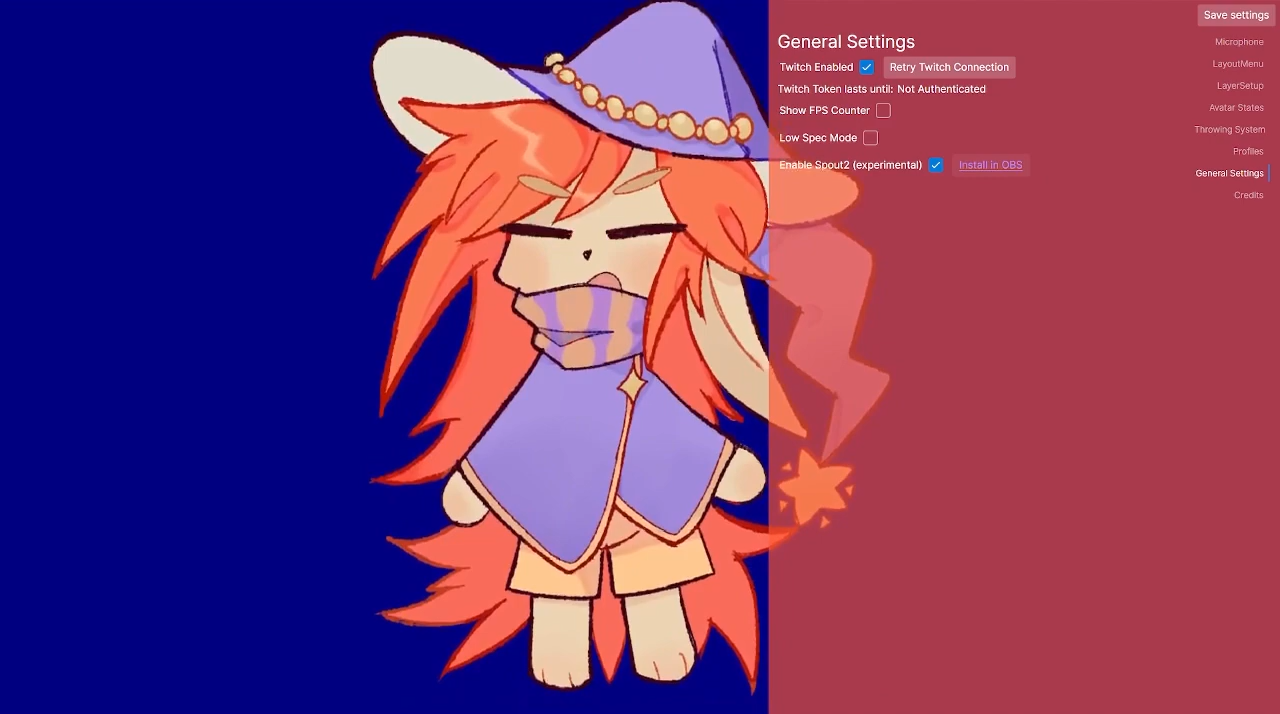 Save settings
General Settings
Microphone
Twitch Enabled Retry Twitch Connection
LayoutMenu
Twitch Token lasts until: Not Authenticated
LayerSetup
Show FPS Counter
Avatar States
Low Spec Mode
Throwing System
Profiles
Enable Spout2 (experimental) Install in OBS
General Settings
Credits